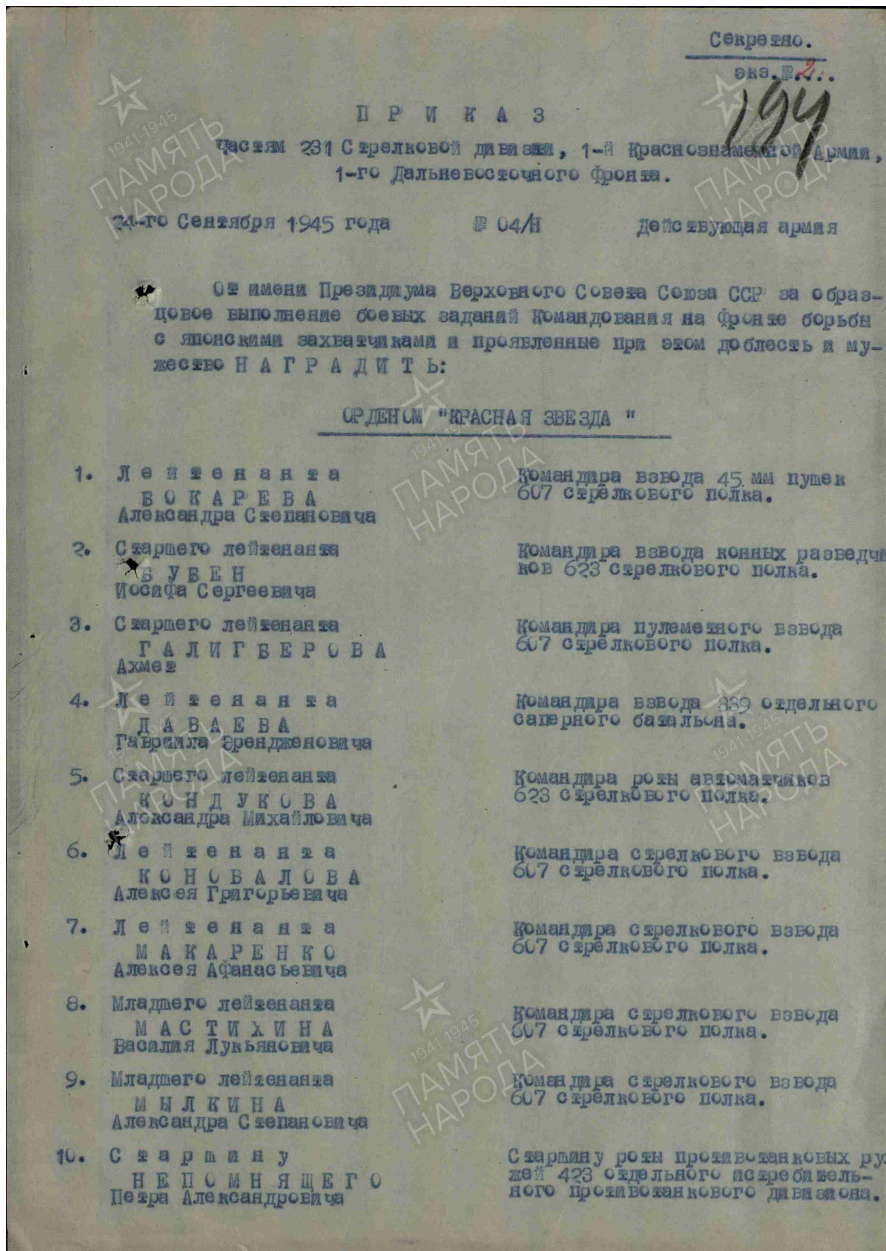 Секретно.
экз.№2...
194
П Р И К А З
частям 231 Стрелковой дивизии, 1-й Краснознаменной Армии,
1-го Дальневосточного Фронта.
24-го Сентября 1945 года № 04/Н Действующая армия
От имени Президиума Верховного Совета Союза ССР за образ-
цовое выполнение боевых заданий Командования на Фронте борьбы
с японскими захватчиками и проявленные при этом доблесть и му-
жество Н А Г Р А Д И Т Ь:
ОРДЕНОМ "КРАСНАЯ ЗВЕЗДА "
1. Л е й т е н а н т а Командира взвода 45 мм пушек
Б О К А Р Е В А 607 стрелкового полка.
Александра Степановича
2. Старшего лейтенанта Командира взвода конных разведчи
Б У Б Е Н ков 623 стрелкового полка.
Иосифа Сергеевича
3. Старшего лейтенанта Командира пулеметного взвода
Г А Л И Г Б Е Р О В А 607 стрелкового полка.
Ахмет
4. Л е й т е н а н т а Командира взвода 339 отдельного
Д А В А Е В А саперного батальона.
Гавриила Эрендженовича
5. Старшего лейтенанта Командира роты автоматчиков
К О Н Д У К О В А 623 стрелкового полка.
Александра Михайловича
6. Л е й т е н а н т а Командира стрелкового взвода
К О Н О В А Л О В А 607 стрелкового полка.
Алексея Григорьевича
7. Л е й т е н а н т а Командира стрелкового взвода
М А К А Р Е Н К О 607 стрелкового полка.
Алексея Афанасьевича
8. Младшего лейтенанта Командира стрелкового взвода
М А С Т И Х И Н А 607 стрелкового полка.
Василия Лукьяновича
9. Младшего лейтенанта Командира стрелкового взвода
М Ы Л К И Н А 607 стрелкового полка.
Александра Степановича
10. С т а р ш и н у Старшину роты противотанковых ру
Н Е П О М Н Я Щ Е Г О жей 423 отдельного истребитель-
Петра Александровича ного противотанкового дивизиона.
1941-1945
ПАМЯТЬ
НАРОДА